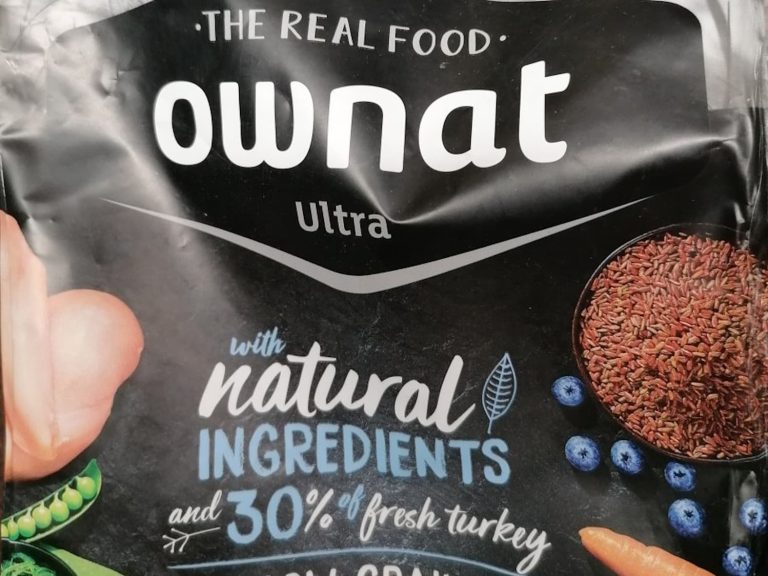 ·THE REAL FOOD·
ownat
Ultra
with
natural
INGREDIENTS
and 30% of fresh turkey